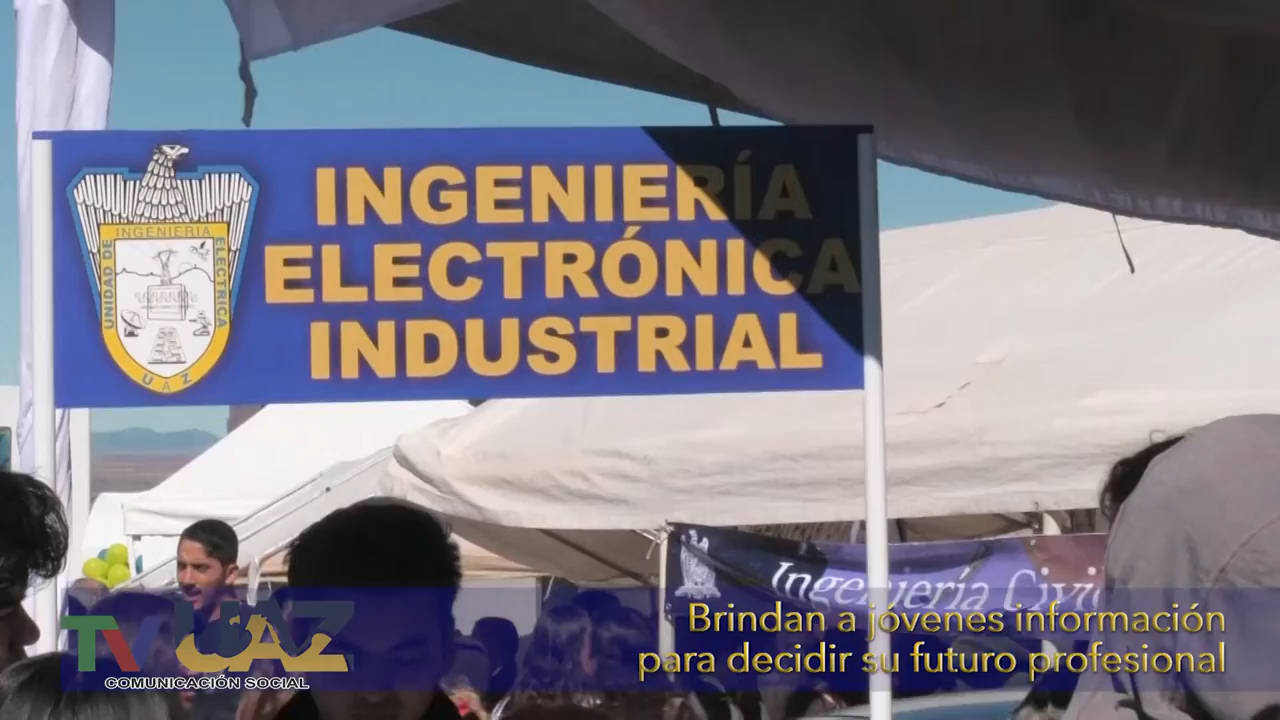 INGENIERÍA
ELECTRÓNICA
INDUSTRIAL
UNIDAD DE
INGENIERIA
ELECTRICA
UAZ
Ingeniería Civil
Brindan a jóvenes información
para decidir su futuro profesional
TV UAZ
COMUNICACIÓN SOCIAL